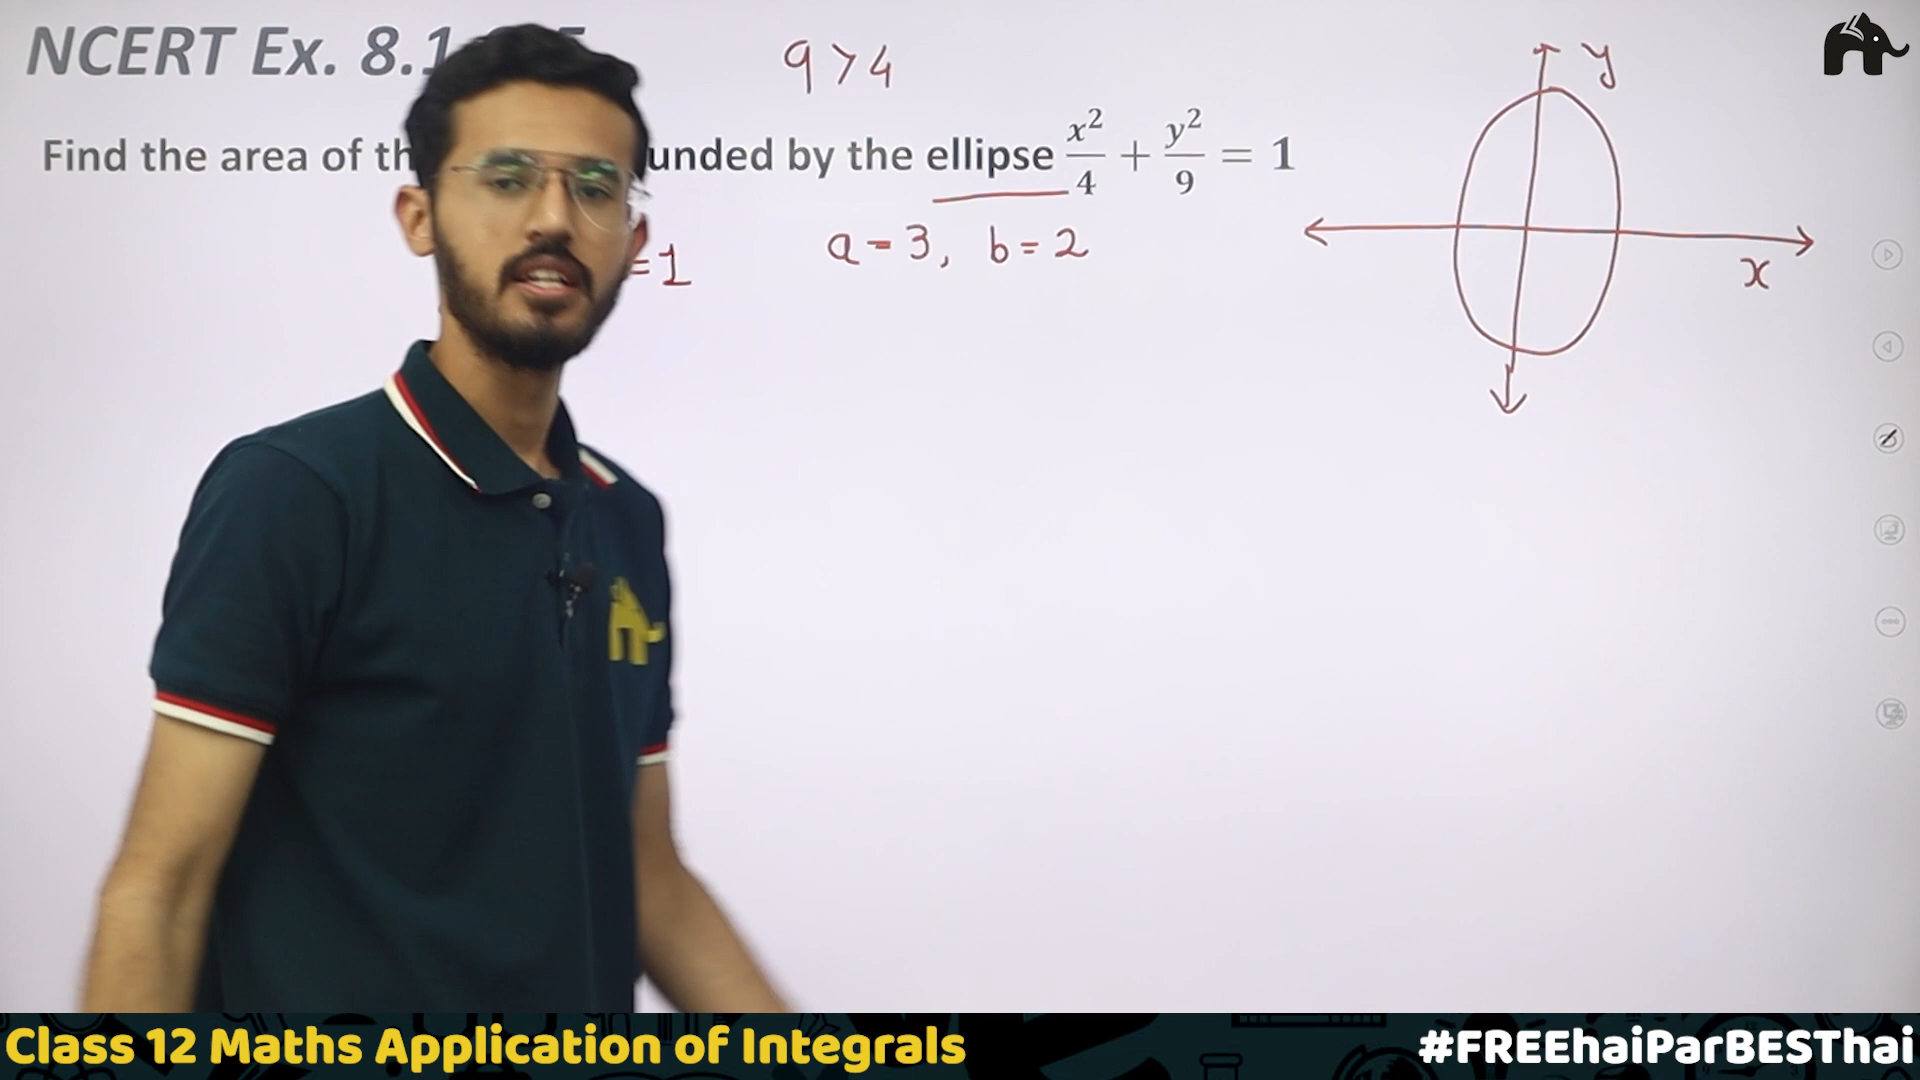 NCERT Ex. 8.1
9 > 4
y
Find the area of th unded by the ellipse x²/4 + y²/9 = 1
=1
a = 3, b = 2
x
Class 12 Maths Application of Integrals
#FREEhaiParBESThai